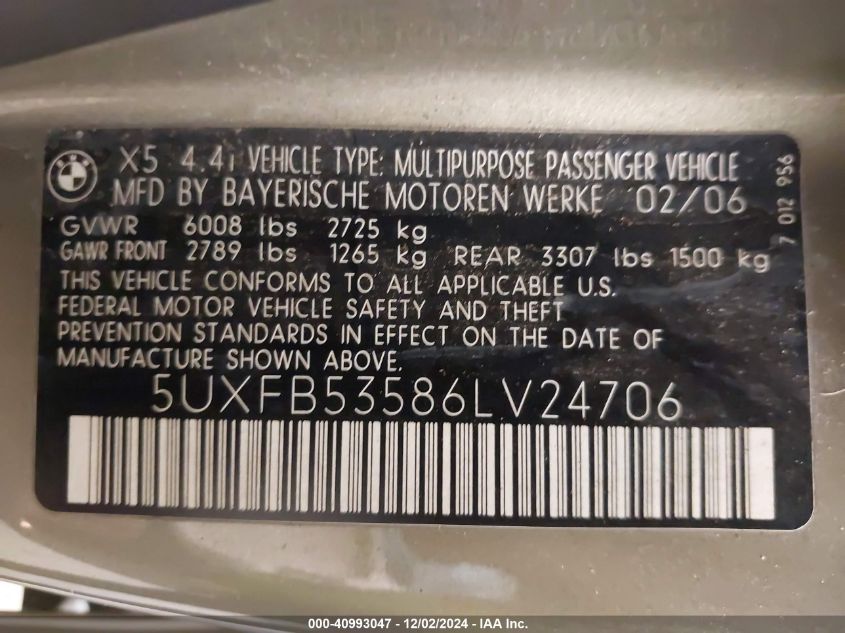 BMW
X5 4.4i VEHICLE TYPE: MULTIPURPOSE PASSENGER VEHICLE
MFD BY BAYERISCHE MOTOREN WERKE 02/06
GVWR 6008 lbs 2725 kg
GAWR FRONT 2789 lbs 1265 kg REAR 3307 lbs 1500 kg
THIS VEHICLE CONFORMS TO ALL APPLICABLE U.S.
FEDERAL MOTOR VEHICLE SAFETY AND THEFT
PREVENTION STANDARDS IN EFFECT ON THE DATE OF
MANUFACTURE SHOWN ABOVE.
5UXFB53586LV24706
7 012 956
000-40993047 - 12/02/2024 - IAA Inc.